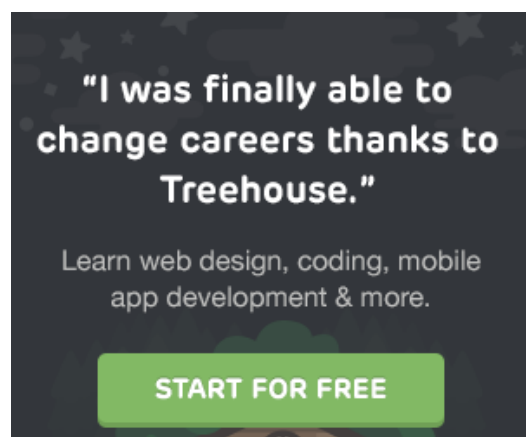 “I was finally able to
change careers thanks to
Treehouse.”
Learn web design, coding, mobile
app development & more.
START FOR FREE